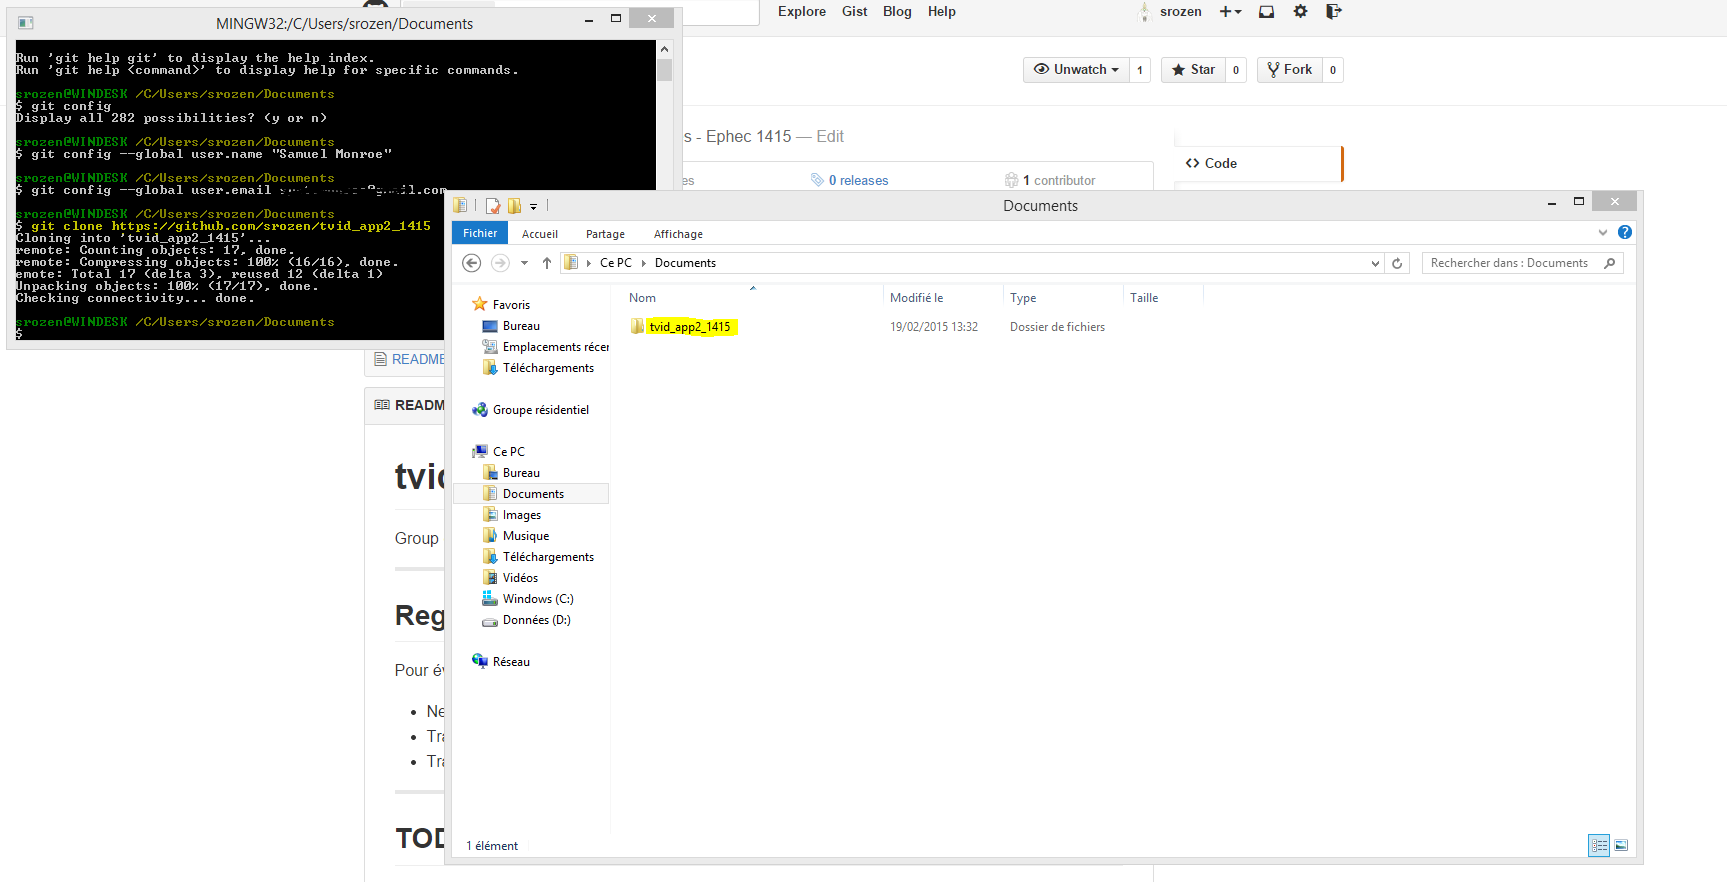 MINGW32:/C/Users/srozen/Documents
Run 'git help git' to display the help index.
Run 'git help <command>' to display help for specific commands.
srozen@WINDESK /C/Users/srozen/Documents
$ git config
Display all 282 possibilities? (y or n)
srozen@WINDESK /C/Users/srozen/Documents
$ git config --global user.name "Samuel Monroe"
srozen@WINDESK /C/Users/srozen/Documents
$ git config --global user.email @gmail.com
srozen@WINDESK /C/Users/srozen/Documents
$ git clone https://github.com/srozen/tvid_app2_1415
Cloning into 'tvid_app2_1415'...
remote: Counting objects: 17, done.
remote: Compressing objects: 100% (16/16), done.
emote: Total 17 (delta 3), reused 12 (delta 1)
Unpacking objects: 100% (17/17), done.
Checking connectivity... done.
srozen@WINDESK /C/Users/srozen/Documents
$
Explore Gist Blog Help
srozen
Unwatch 1 Star 0 Fork 0
s - Ephec 1415 — Edit
Code
es 0 releases 1 contributor
README
READM
tvid
Group
Reg
Pour év
Ne
Tra
Tra
TOD
Documents
Fichier Accueil Partage Affichage
Ce PC Documents
Rechercher dans : Documents
Nom Modifié le Type Taille
tvid_app2_1415 19/02/2015 13:32 Dossier de fichiers
Favoris
Bureau
Emplacements récer
Téléchargements
Groupe résidentiel
Ce PC
Bureau
Documents
Images
Musique
Téléchargements
Vidéos
Windows (C:)
Données (D:)
Réseau
1 élément